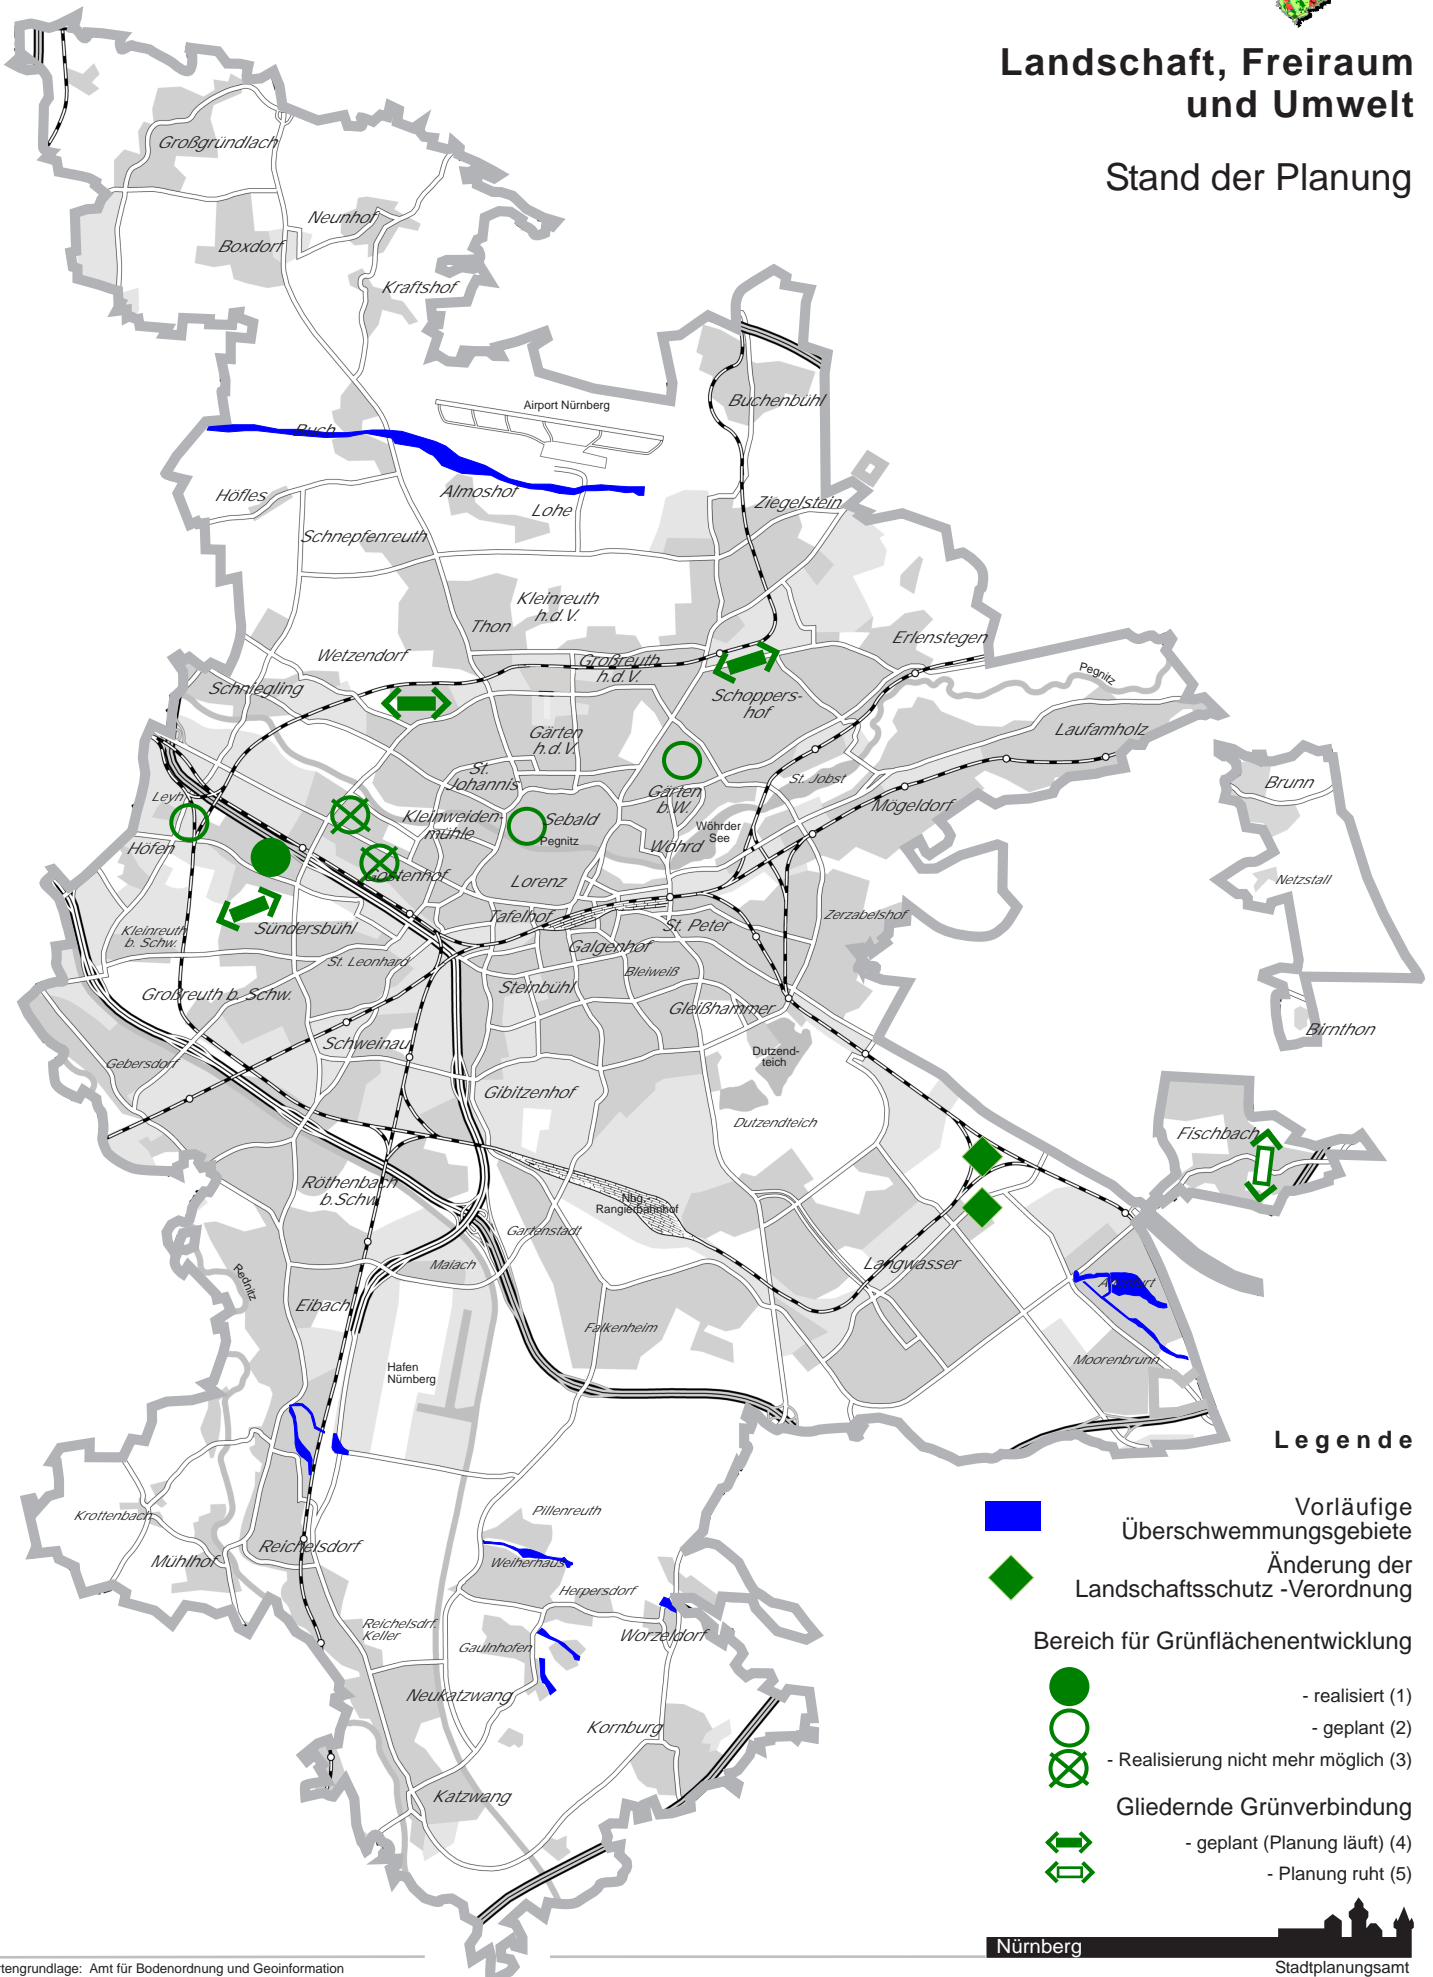 Landschaft, Freiraum
und Umwelt
Stand der Planung
Großgründlach
Neunhof
Boxdorf
Kraftshof
Buchenbühl
Airport Nürnberg
Buch
Höfles
Almoshof
Lohe
Ziegelstein
Schnepfenreuth
Kleinreuth
h.d.V.
Thon
Erlenstegen
Wetzendorf
Großreuth
h.d.V.
Pegnitz
Schniegling
Schoppers-
hof
Laufamholz
Gärten
h.d.V.
St.
Johannis
St. Jobst
Brunn
Leyh
Gärten
b.W.
Mögeldorf
Kleinweiden-
mühle
Sebald
Pegnitz
Wöhrder
See
Höfen
Wöhrd
Gostenhof
Lorenz
Netzstall
Tafelhof
Zerzabelshof
Kleinreuth
b. Schw.
Sündersbühl
St. Peter
Galgenhof
St. Leonhard
Bleiweiß
Großreuth b. Schw.
Steinbühl
Gleißhammer
Birnthon
Schweinau
Gebersdorf
Dutzend-
teich
Gibitzenhof
Dutzendteich
Fischbach
Röthenbach
b.Schw.
Nbg.-
Rangierbahnhof
Gartenstadt
Maiach
Langwasser
Rednitz
Altenfurt
Eibach
Falkenheim
Moorenbrunn
Hafen
Nürnberg
Legende
Krottenbach
Pillenreuth
Vorläufige
Überschwemmungsgebiete
Mühlhof
Reichelsdorf
Weiherhaus
Änderung der
Landschaftsschutz -Verordnung
Herpersdorf
Reichelsdrf.
Keller
Gaulnhofen
Worzeldorf
Bereich für Grünflächenentwicklung
Neukatzwang
- realisiert (1)
Kornburg
- geplant (2)
- Realisierung nicht mehr möglich (3)
Katzwang
Gliedernde Grünverbindung
- geplant (Planung läuft) (4)
- Planung ruht (5)
Nürnberg
Stadtplanungsamt
rtengrundlage: Amt für Bodenordnung und Geoinformation